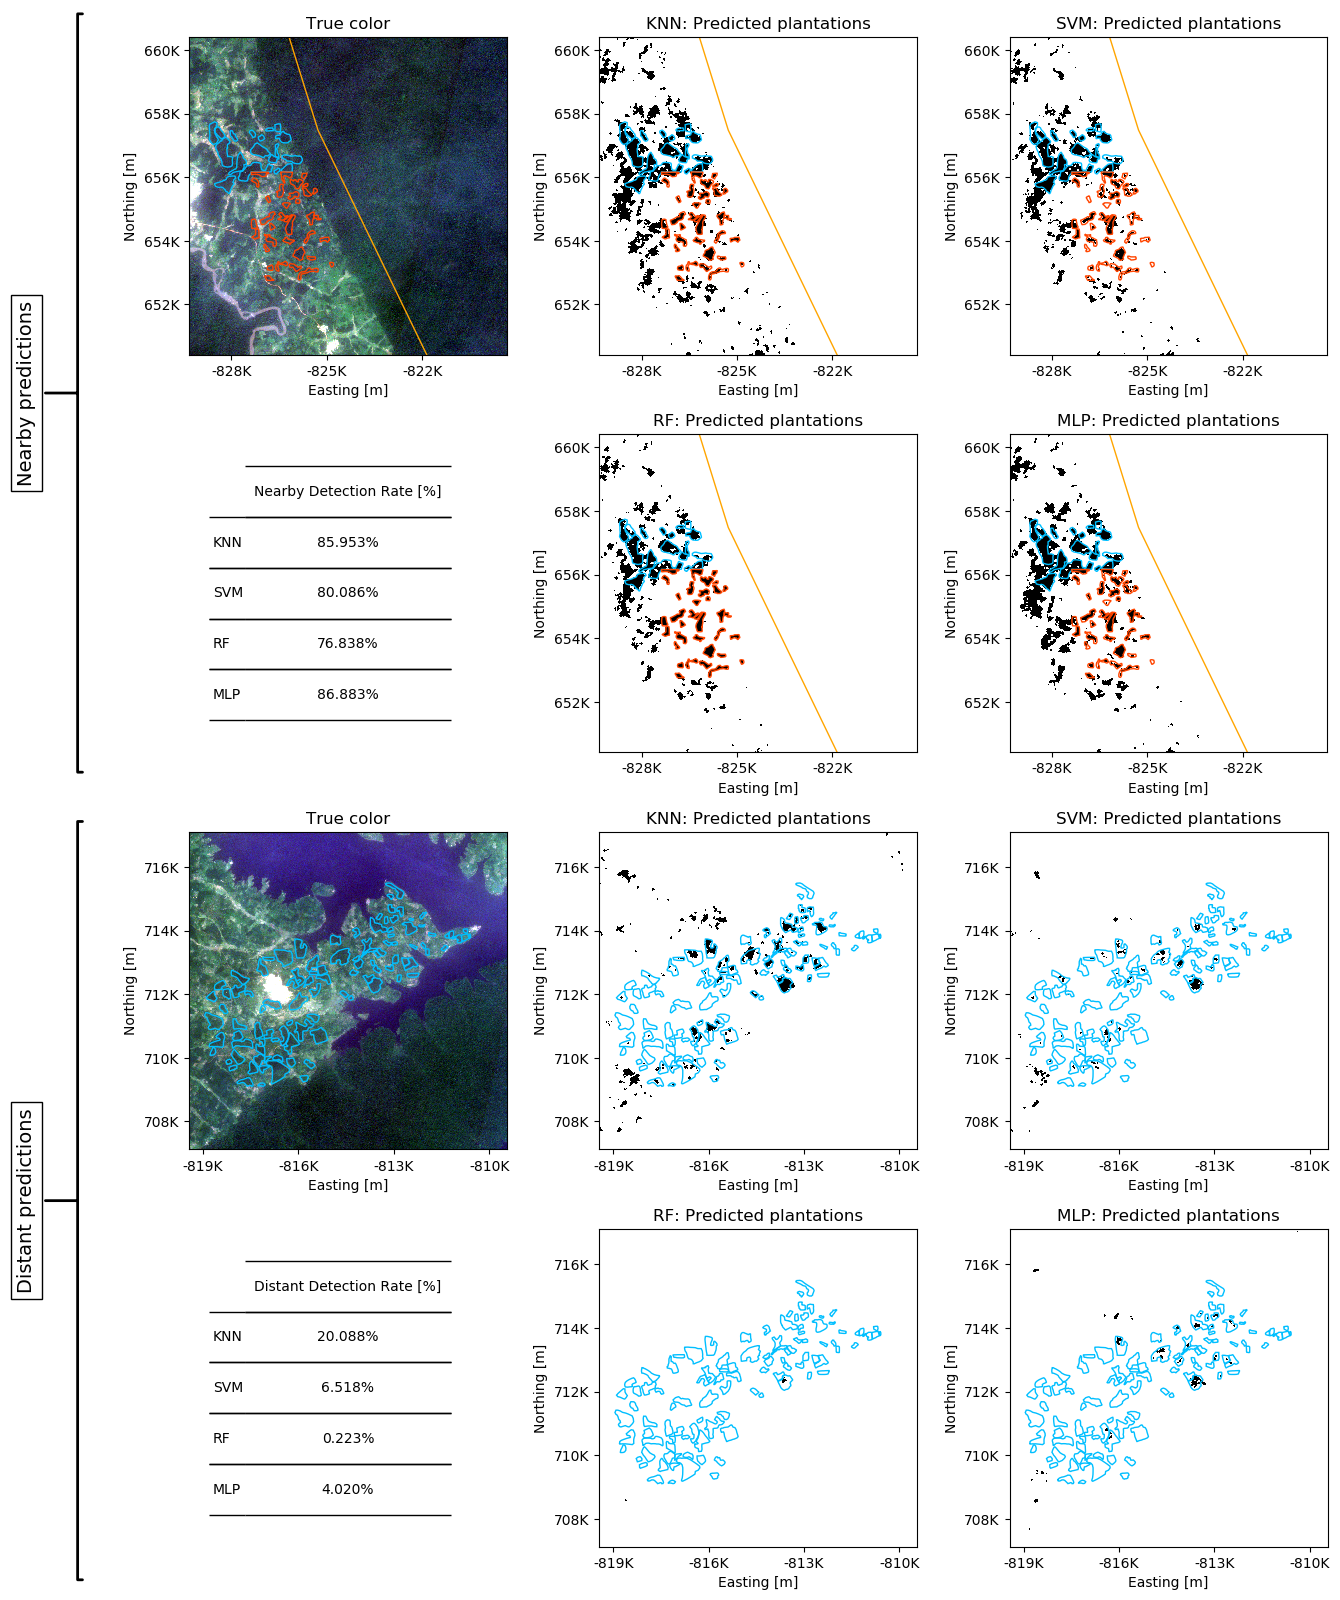 Nearby predictions
True color
660K
658K
656K
654K
652K
Northing [m]
-828K -825K -822K
Easting [m]
KNN: Predicted plantations
660K
658K
656K
654K
652K
Northing [m]
-828K -825K -822K
Easting [m]
SVM: Predicted plantations
660K
658K
656K
654K
652K
Northing [m]
-828K -825K -822K
Easting [m]
Nearby Detection Rate [%]
KNN 85.953%
SVM 80.086%
RF 76.838%
MLP 86.883%
RF: Predicted plantations
660K
658K
656K
654K
652K
Northing [m]
-828K -825K -822K
Easting [m]
MLP: Predicted plantations
660K
658K
656K
654K
652K
Northing [m]
-828K -825K -822K
Easting [m]
Distant predictions
True color
716K
714K
712K
710K
708K
Northing [m]
-819K -816K -813K -810K
Easting [m]
KNN: Predicted plantations
716K
714K
712K
710K
708K
Northing [m]
-819K -816K -813K -810K
Easting [m]
SVM: Predicted plantations
716K
714K
712K
710K
708K
Northing [m]
-819K -816K -813K -810K
Easting [m]
Distant Detection Rate [%]
KNN 20.088%
SVM 6.518%
RF 0.223%
MLP 4.020%
RF: Predicted plantations
716K
714K
712K
710K
708K
Northing [m]
-819K -816K -813K -810K
Easting [m]
MLP: Predicted plantations
716K
714K
712K
710K
708K
Northing [m]
-819K -816K -813K -810K
Easting [m]